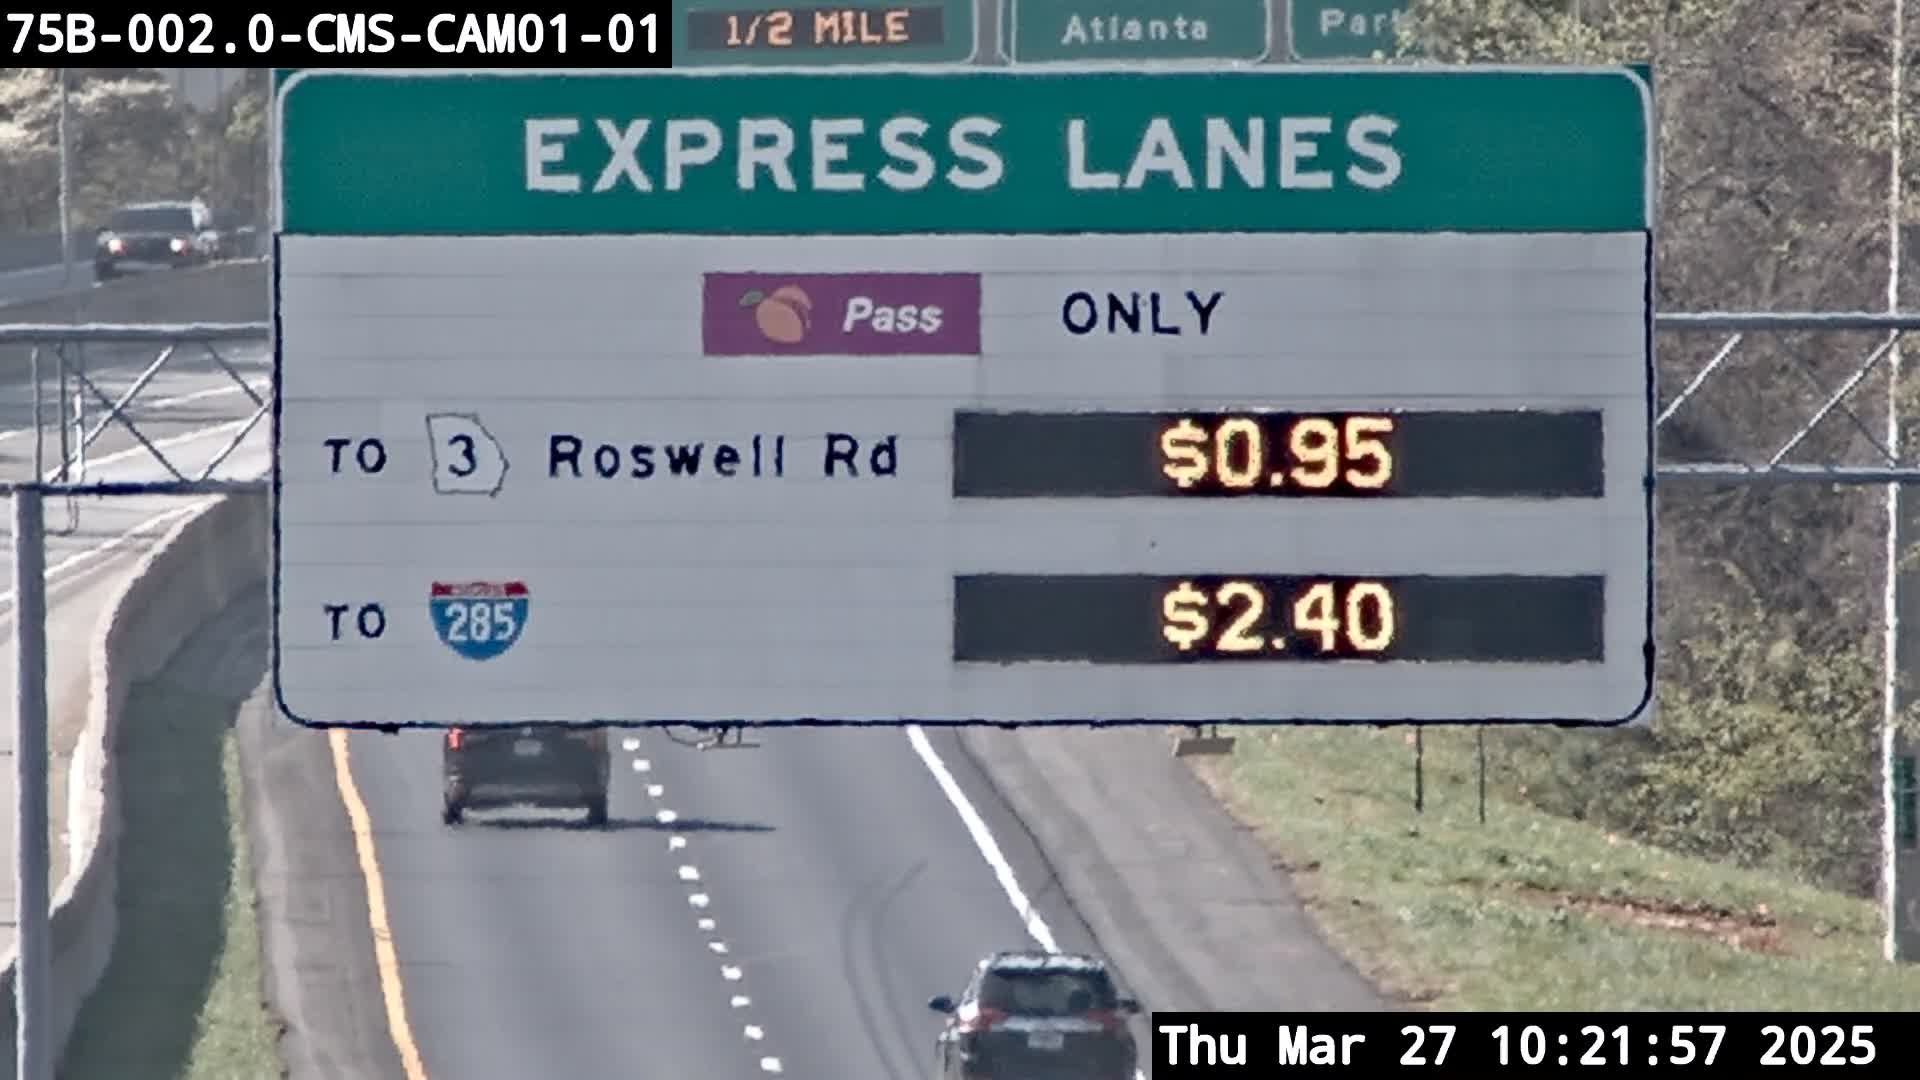 75B-002.0-CMS-CAM01-01
1/2 MILE
Atlanta
EXPRESS LANES
Pass ONLY
TO 3 Roswell Rd $0.95
TO 285 $2.40
Thu Mar 27 10:21:57 2025